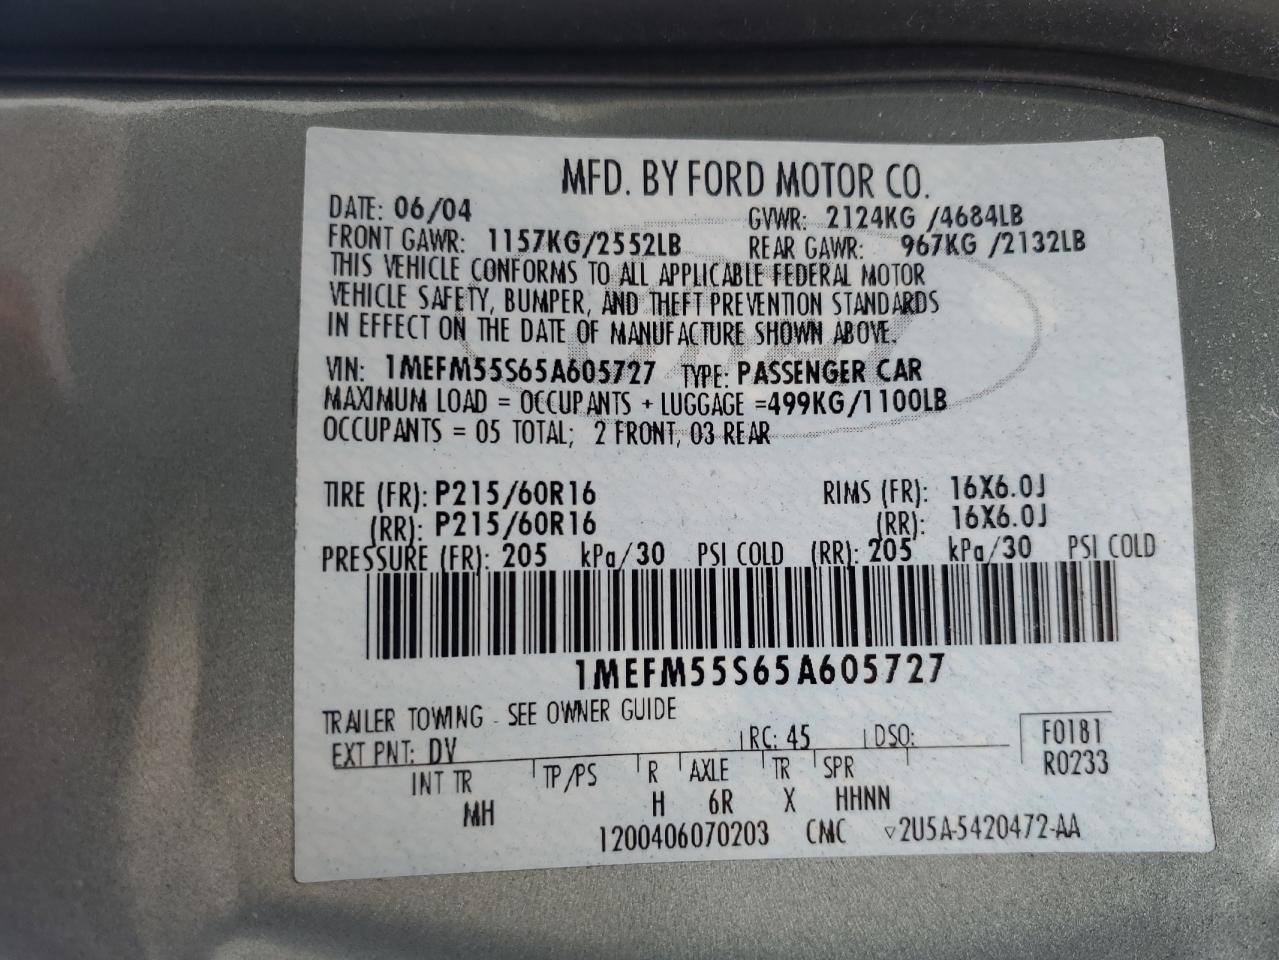 MFD. BY FORD MOTOR CO.
DATE: 06/04 GVWR: 2124KG /4684LB
FRONT GAWR: 1157KG/2552LB REAR GAWR: 967KG /2132LB
THIS VEHICLE CONFORMS TO ALL APPLICABLE FEDERAL MOTOR
VEHICLE SAFETY, BUMPER, AND THEFT PREVENTION STANDARDS
IN EFFECT ON THE DATE OF MANUFACTURE SHOWN ABOVE.
VIN: 1MEFM55S65A605727 TYPE: PASSENGER CAR
MAXIMUM LOAD = OCCUPANTS + LUGGAGE =499KG/1100LB
OCCUPANTS = 05 TOTAL; 2 FRONT, 03 REAR
TIRE (FR): P215/60R16 RIMS (FR): 16X6.0J
(RR): P215/60R16 (RR): 16X6.0J
PRESSURE (FR): 205 kPa/30 PSI COLD (RR): 205 kPa/30 PSI COLD
1MEFM55S65A605727
TRAILER TOWING - SEE OWNER GUIDE
EXT PNT: DV RC: 45 DSO: F0181
INT TR TP/PS R AXLE TR SPR R0233
MH H 6R X HHNN
1200406070203 CMC ▽2U5A-5420472-AA